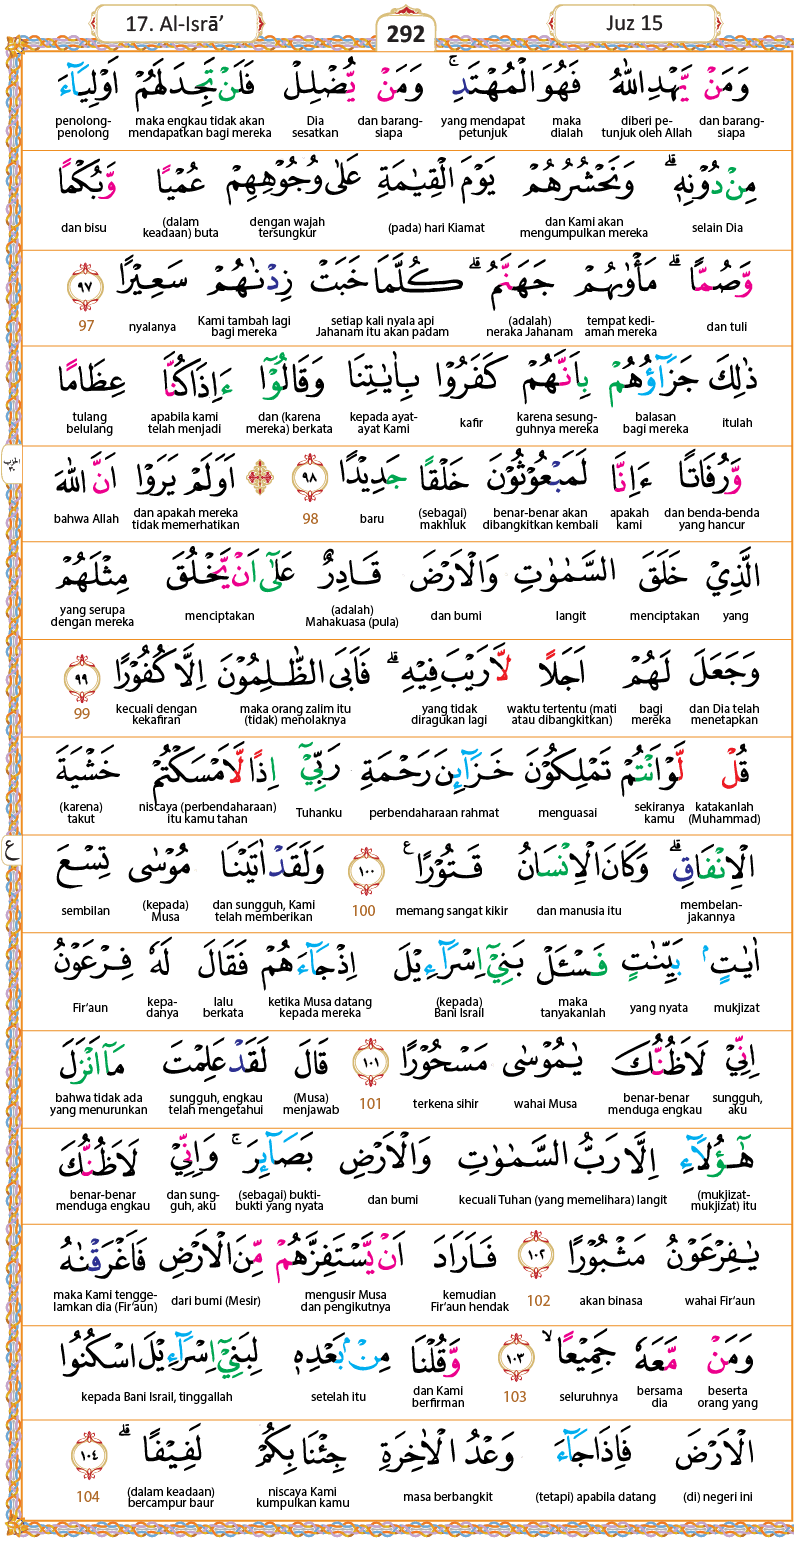 17. Al-Isrā’ 292 Juz 15
وَمَنْ يَّهْدِ اللّٰهُ فَهُوَ الْمُهْتَدِۚ وَمَنْ يُّضْلِلْ فَلَنْ تَجِدَ لَهُمْ اَوْلِيَاۤءَ
dan barang-siapa diberi pe-tunjuk oleh Allah maka dialah yang mendapat petunjuk dan barang-siapa Dia sesatkan maka engkau tidak akan mendapatkan bagi mereka penolong-penolong
مِنْ دُوْنِهٖۗ وَنَحْشُرُهُمْ يَوْمَ الْقِيٰمَةِ عَلٰى وُجُوْهِهِمْ عُمْيًا وَّبُكْمًا
selain Dia dan Kami akan mengumpulkan mereka (pada) hari Kiamat dengan wajah tersungkur (dalam keadaan) buta dan bisu
وَّصُمًّاۗ مَأْوٰىهُمْ جَهَنَّمُۗ كُلَّمَا خَبَتْ زِدْنٰهُمْ سَعِيْرًا ٩٧
dan tuli tempat kedi-aman mereka (adalah) neraka Jahanam setiap kali nyala api Jahanam itu akan padam Kami tambah lagi bagi mereka nyalanya 97
ذٰلِكَ جَزَاۤؤُهُمْ بِاَنَّهُمْ كَفَرُوْا بِاٰيٰتِنَا وَقَالُوْٓا ءَاِذَا كُنَّا عِظَامًا
itulah balasan bagi mereka karena sesung-guhnya mereka kafir kepada ayat-ayat Kami dan (karena mereka) berkata apabila kami telah menjadi tulang belulang
وَّرُفَاتًا ءَاِنَّا لَمَبْعُوْثُوْنَ خَلْقًا جَدِيْدًا ٩٨ اَوَلَمْ يَرَوْا اَنَّ اللّٰهَ
dan benda-benda yang hancur apakah kami benar-benar akan dibangkitkan kembali (sebagai) makhluk baru 98 dan apakah mereka tidak memerhatikan bahwa Allah
الَّذِيْ خَلَقَ السَّمٰوٰتِ وَالْاَرْضَ قَادِرٌ عَلٰٓى اَنْ يَّخْلُقَ مِثْلَهُمْ
yang menciptakan langit dan bumi (adalah) Mahakuasa (pula) menciptakan yang serupa dengan mereka
وَجَعَلَ لَهُمْ اَجَلًا لَّا رَيْبَ فِيْهِۗ فَاَبَى الظّٰلِمُوْنَ اِلَّا كُفُوْرًا ٩٩
dan Dia telah menetapkan bagi mereka waktu tertentu (mati atau dibangkitkan) yang tidak diragukan lagi maka orang zalim itu (tidak) menolaknya kecuali dengan kekafiran 99
قُلْ لَّوْ اَنْتُمْ تَمْلِكُوْنَ خَزَاۤىِٕنَ رَحْمَةِ رَبِّيْٓ اِذًا لَّاَمْسَكْتُمْ خَشْيَةَ
katakanlah (Muhammad) sekiranya kamu menguasai perbendaharaan rahmat Tuhanku niscaya (perbendaharaan) itu kamu tahan (karena) takut
الْاِنْفَاقِۗ وَكَانَ الْاِنْسَانُ قَتُوْرًا ࣖ ١٠٠ وَلَقَدْ اٰتَيْنَا مُوْسٰى تِسْعَ
membelan-jakannya dan manusia itu memang sangat kikir 100 dan sungguh, Kami telah memberikan (kepada) Musa sembilan
اٰيٰتٍۢ بَيِّنٰتٍ فَسْـَٔلْ بَنِيْٓ اِسْرَاۤءِيْلَ اِذْ جَاۤءَهُمْ فَقَالَ لَهٗ فِرْعَوْنُ
mukjizat yang nyata maka tanyakanlah (kepada) Bani Israil ketika Musa datang kepada mereka lalu berkata kepa-danya Fir’aun
اِنِّيْ لَاَظُنُّكَ يٰمُوْسٰى مَسْحُوْرًا ١٠١ قَالَ لَقَدْ عَلِمْتَ مَآ اَنْزَلَ
sungguh, aku benar-benar menduga engkau wahai Musa terkena sihir 101 (Musa) menjawab sungguh, engkau telah mengetahui bahwa tidak ada yang menurunkan
هٰٓؤُلَاۤءِ اِلَّا رَبُّ السَّمٰوٰتِ وَالْاَرْضِ بَصَاۤىِٕرَۚ وَاِنِّيْ لَاَظُنُّكَ
(mukjizat-mukjizat) itu kecuali Tuhan (yang memelihara) langit dan bumi (sebagai) bukti-bukti yang nyata dan sung-guh, aku benar-benar menduga engkau
يٰفِرْعَوْنُ مَثْبُوْرًا ١٠٢ فَاَرَادَ اَنْ يَّسْتَفِزَّهُمْ مِّنَ الْاَرْضِ فَاَغْرَقْنٰهُ
wahai Fir’aun akan binasa 102 kemudian Fir’aun hendak mengusir Musa dan pengikutnya dari bumi (Mesir) maka Kami tengge-lamkan dia (Fir’aun)
وَمَنْ مَّعَهٗ جَمِيْعًاۙ ١٠٣ وَّقُلْنَا مِنْۢ بَعْدِهٖ لِبَنِيْٓ اِسْرَاۤءِيْلَ اسْكُنُوا
beserta orang yang bersama dia seluruhnya 103 dan Kami berfirman setelah itu kepada Bani Israil, tinggallah
الْاَرْضَ فَاِذَا جَاۤءَ وَعْدُ الْاٰخِرَةِ جِئْنَا بِكُمْ لَفِيْفًاۗ ١٠٤
(di) negeri ini (tetapi) apabila datang masa berbangkit niscaya Kami kumpulkan kamu (dalam keadaan) bercampur baur 104